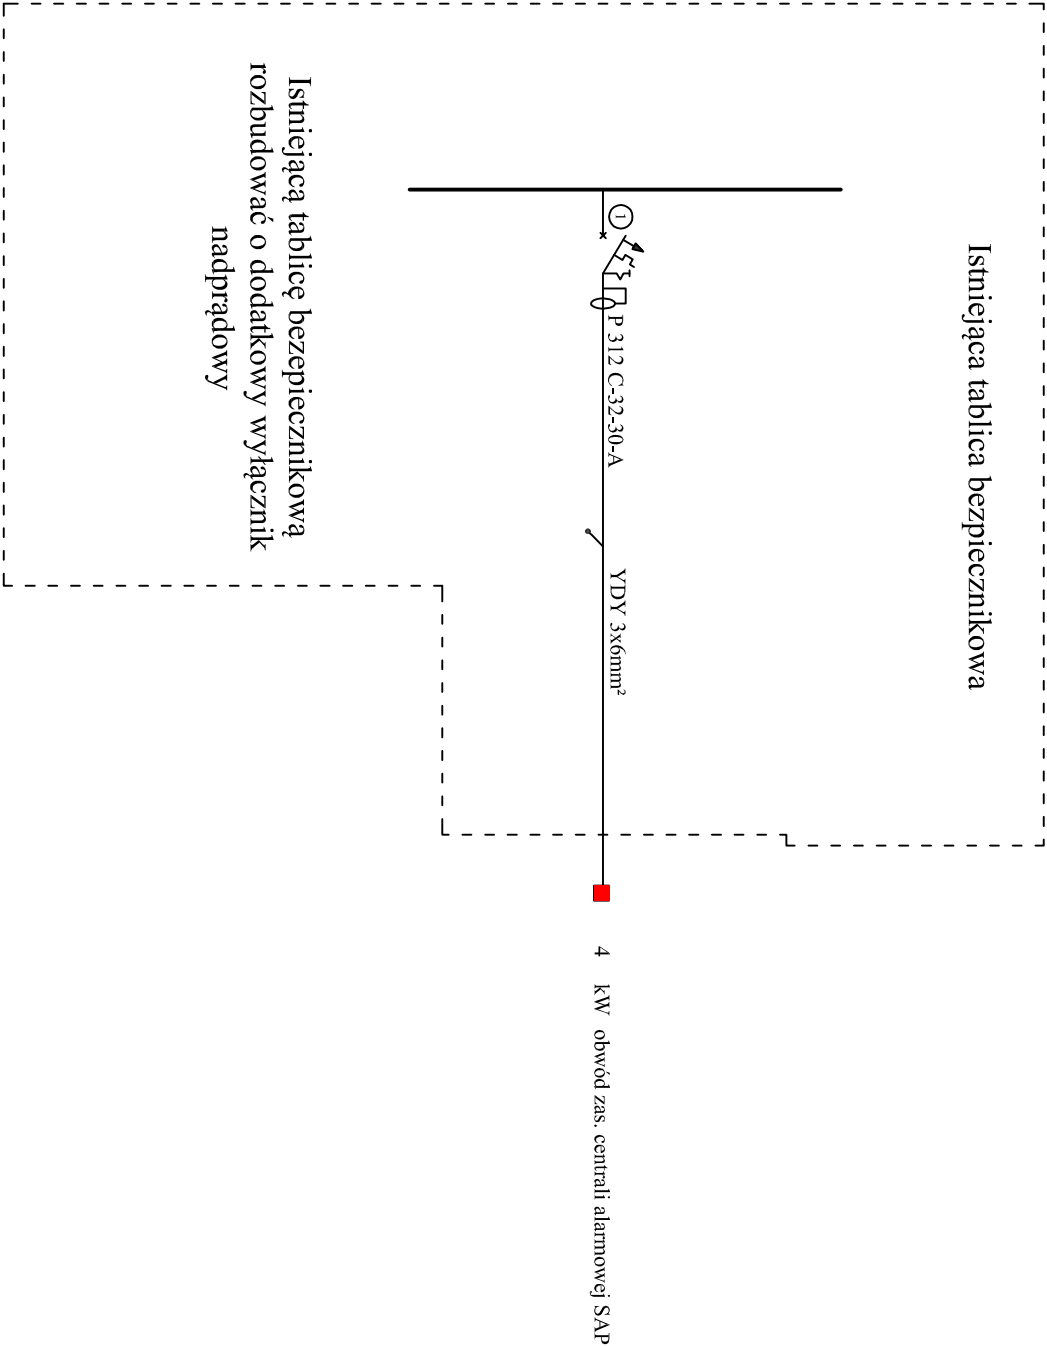 Istniejąca tablica bezpiecznikowa
1
P 312 C-32-30-A
YDY 3x6mm²
4 kW obwód zas. centrali alarmowej SAP
Istniejącą tablicę bezepiecznikową
rozbudować o dodatkowy wyłącznik
nadprądowy